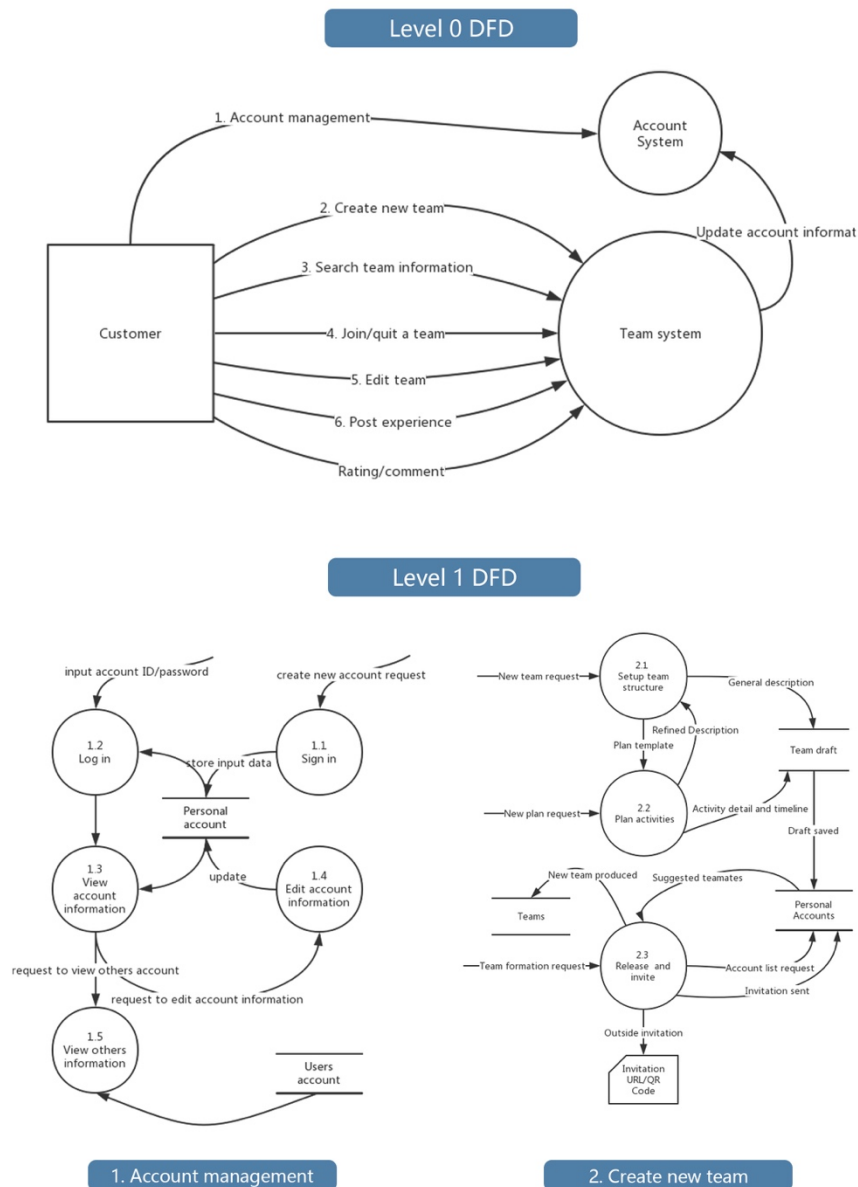 Level 0 DFD
1. Account management
Account
System
2. Create new team
Update account informat
3. Search team information
Customer
4. Join/quit a team
Team system
5. Edit team
6. Post experience
Rating/comment
Level 1 DFD
input account ID/password
create new account request
1.2
Log in
1.1
Sign in
store input data
Personal
account
1.3
View
account
information
update
1.4
Edit account
information
request to view others account
request to edit account information
1.5
View others
information
Users
account
1. Account management
2.1
Setup team
structure
New team request
General description
Refined Description
Plan template
Team draft
2.2
Plan activities
New plan request
Activity detail and timeline
Draft saved
New team produced
Suggested teamates
Teams
Personal
Accounts
2.3
Release and
invite
Team formation request
Account list request
Invitation sent
Outside invitation
Invitation
URL/QR
Code
2. Create new team